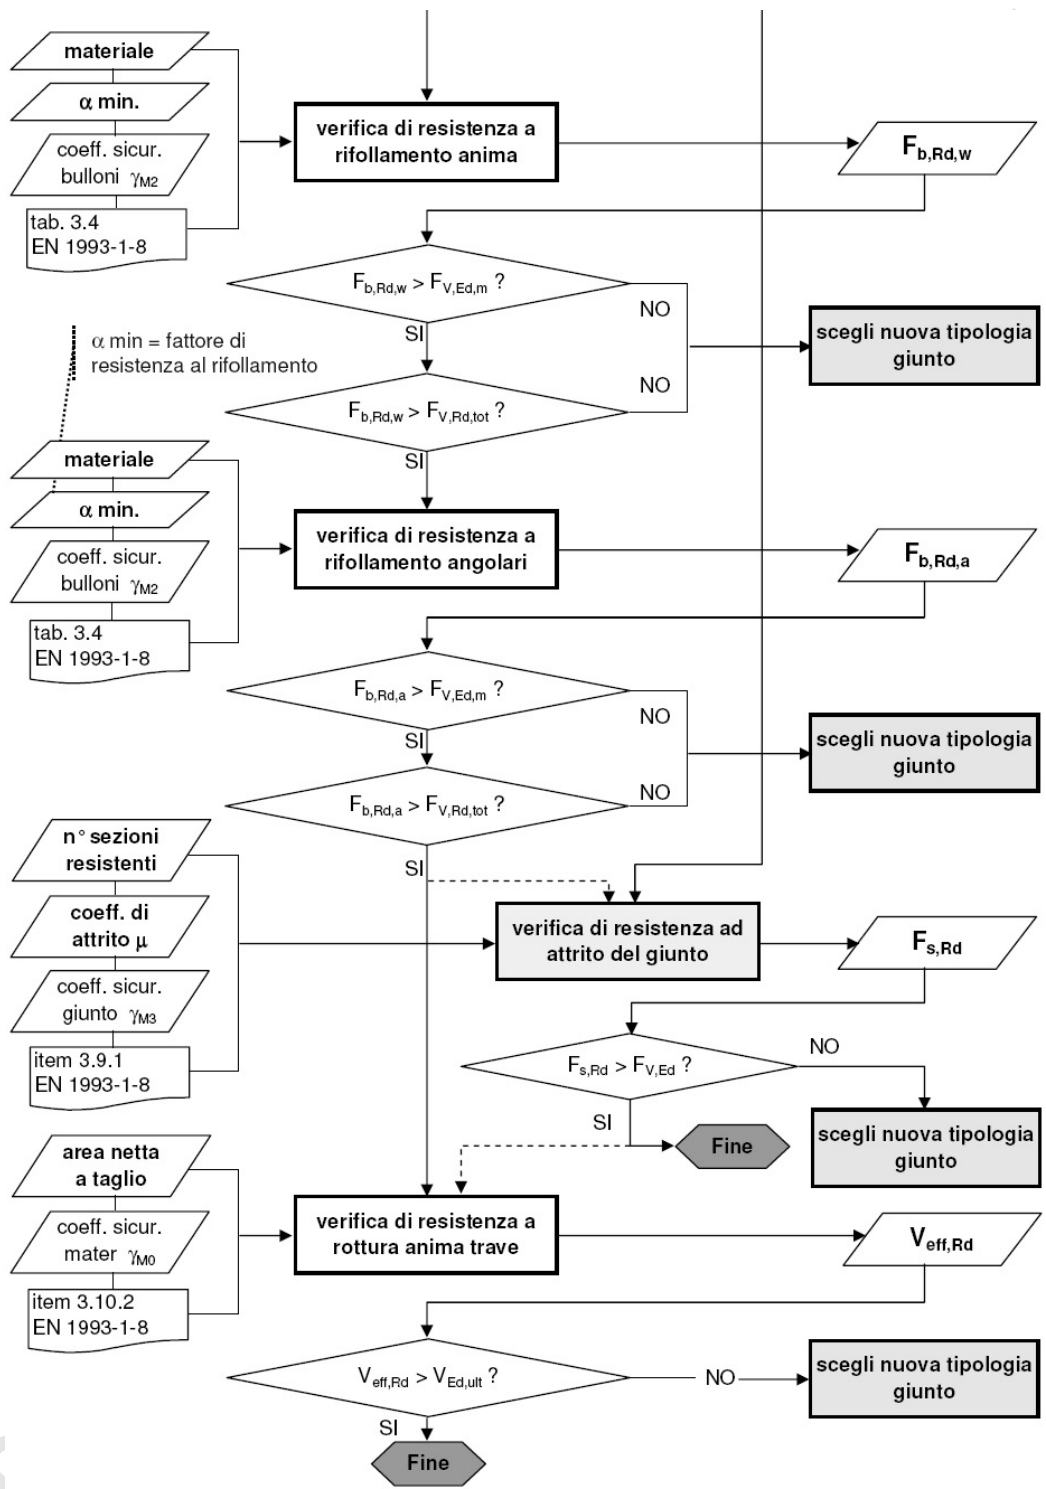 materiale
α min.
coeff. sicur.
bulloni γM2
tab. 3.4
EN 1993-1-8
verifica di resistenza a
rifollamento anima
Fb,Rd,w
Fb,Rd,w > FV,Ed,m ?
NO
SI
scegli nuova tipologia
giunto
α min = fattore di
resistenza al rifollamento
NO
Fb,Rd,w > FV,Rd,tot ?
SI
materiale
α min.
coeff. sicur.
bulloni γM2
tab. 3.4
EN 1993-1-8
verifica di resistenza a
rifollamento angolari
Fb,Rd,a
Fb,Rd,a > FV,Ed,m ?
NO
SI
scegli nuova tipologia
giunto
NO
Fb,Rd,a > FV,Rd,tot ?
SI
n° sezioni
resistenti
coeff. di
attrito μ
coeff. sicur.
giunto γM3
item 3.9.1
EN 1993-1-8
verifica di resistenza ad
attrito del giunto
Fs,Rd
Fs,Rd > FV,Ed ?
NO
SI
Fine
scegli nuova tipologia
giunto
area netta
a taglio
coeff. sicur.
mater γM0
item 3.10.2
EN 1993-1-8
verifica di resistenza a
rottura anima trave
Veff,Rd
Veff,Rd > VEd,ult ?
NO
scegli nuova tipologia
giunto
SI
Fine